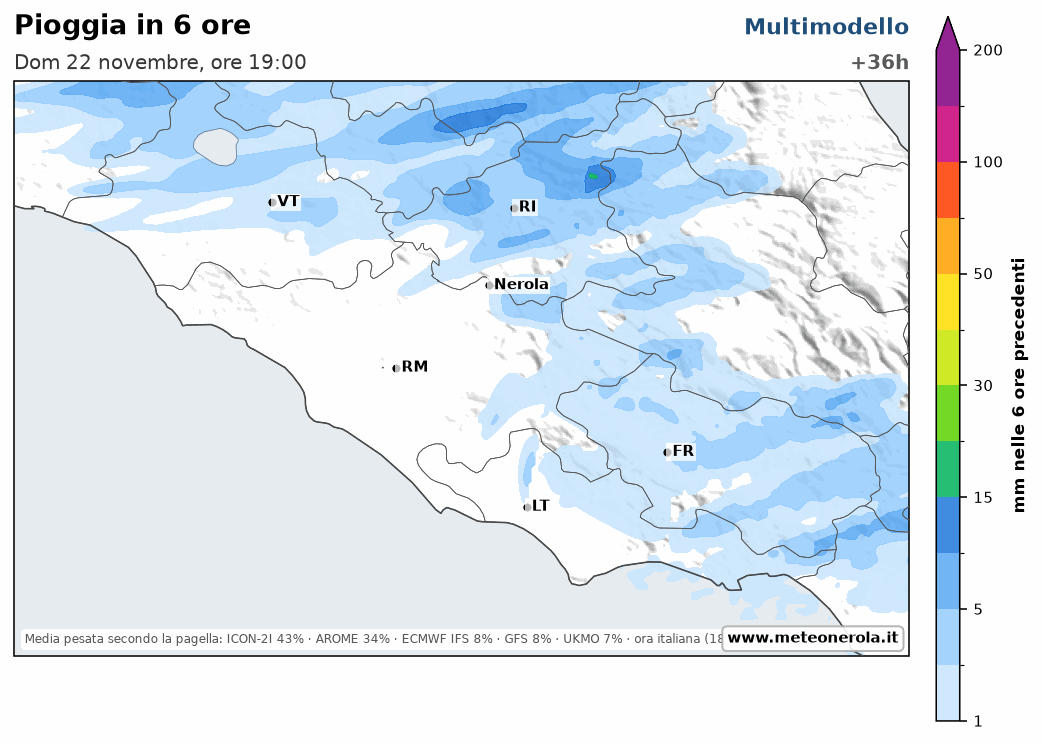 Pioggia in 6 ore
Multimodello
Dom 22 novembre, ore 19:00
+36h
VT
RI
Nerola
RM
FR
LT
Media pesata secondo la pagella: ICON-2I 43% · AROME 34% · ECMWF IFS 8% · GFS 8% · UKMO 7% · ora italiana (18
www.meteonerola.it
200
100
50
30
15
5
1
mm nelle 6 ore precedenti